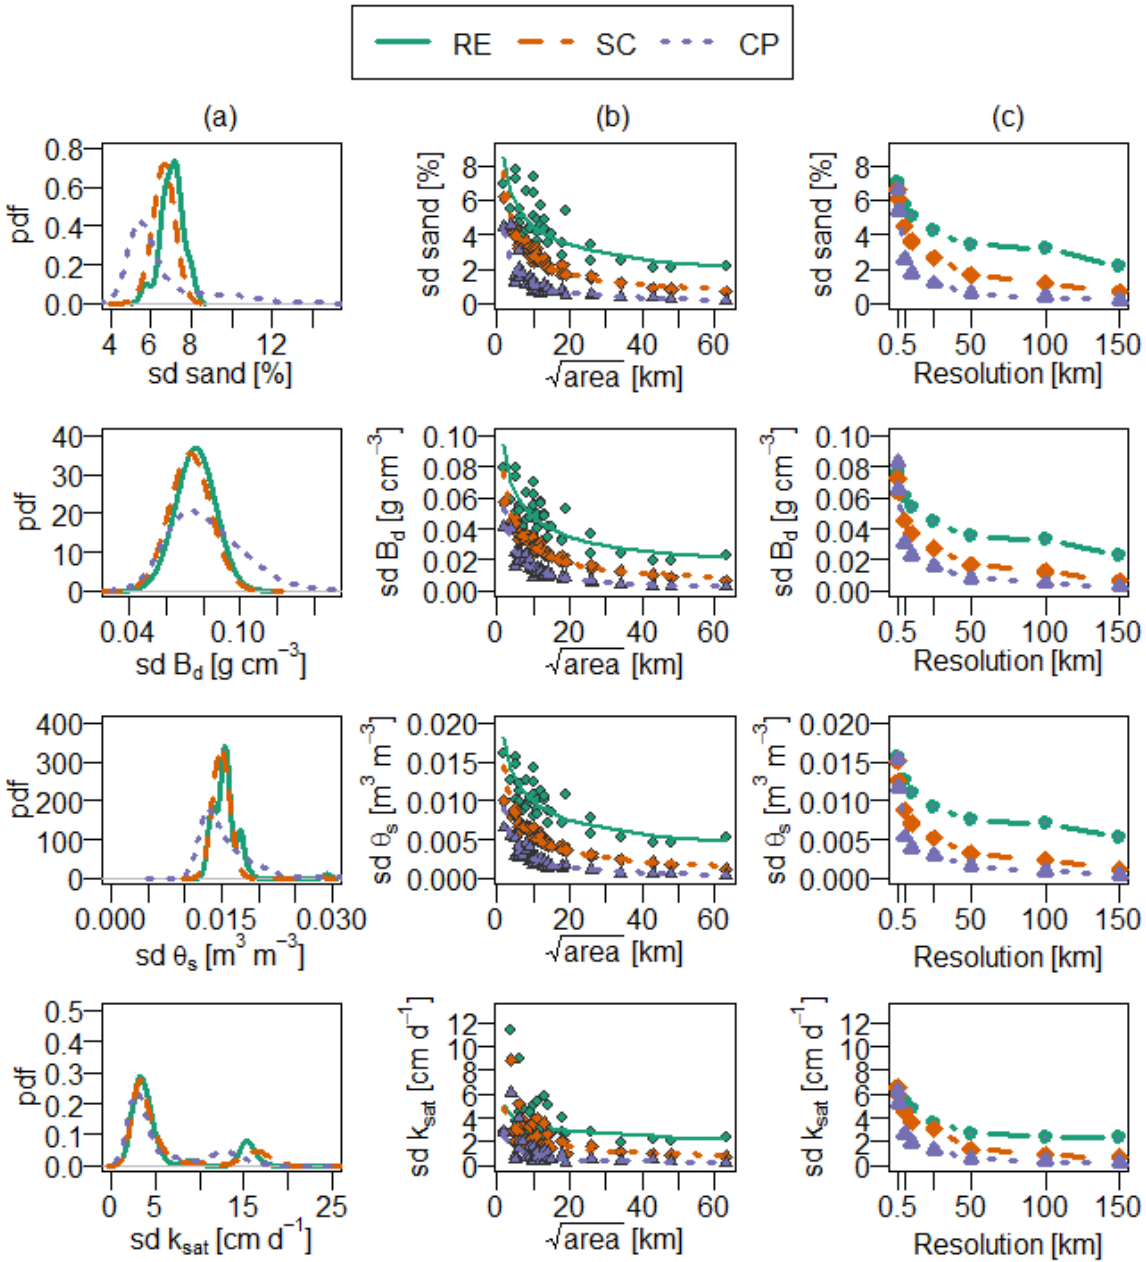 RE SC CP
(a) (b) (c)
pdf
0.8
0.6
0.4
0.2
0.0
4 6 8 12
sd sand [%]
sd sand [%]
8
6
4
2
0
0 20 40 60
√area [km]
sd sand [%]
8
6
4
2
0
0.5 50 100 150
Resolution [km]
pdf
40
30
20
10
0
0.04 0.10
sd B_d [g cm⁻³]
sd B_d [g cm⁻³]
0.10
0.08
0.06
0.04
0.02
0.00
0 20 40 60
√area [km]
sd B_d [g cm⁻³]
0.10
0.08
0.06
0.04
0.02
0.00
0.5 50 100 150
Resolution [km]
pdf
400
300
200
100
0
0.000 0.015 0.030
sd θ_s [m³ m⁻³]
sd θ_s [m³ m⁻³]
0.020
0.015
0.010
0.005
0.000
0 20 40 60
√area [km]
sd θ_s [m³ m⁻³]
0.020
0.015
0.010
0.005
0.000
0.5 50 100 150
Resolution [km]
pdf
0.5
0.4
0.3
0.2
0.1
0.0
0 5 15 25
sd k_sat [cm d⁻¹]
sd k_sat [cm d⁻¹]
12
10
8
6
4
2
0
0 20 40 60
√area [km]
sd k_sat [cm d⁻¹]
12
10
8
6
4
2
0
0.5 50 100 150
Resolution [km]